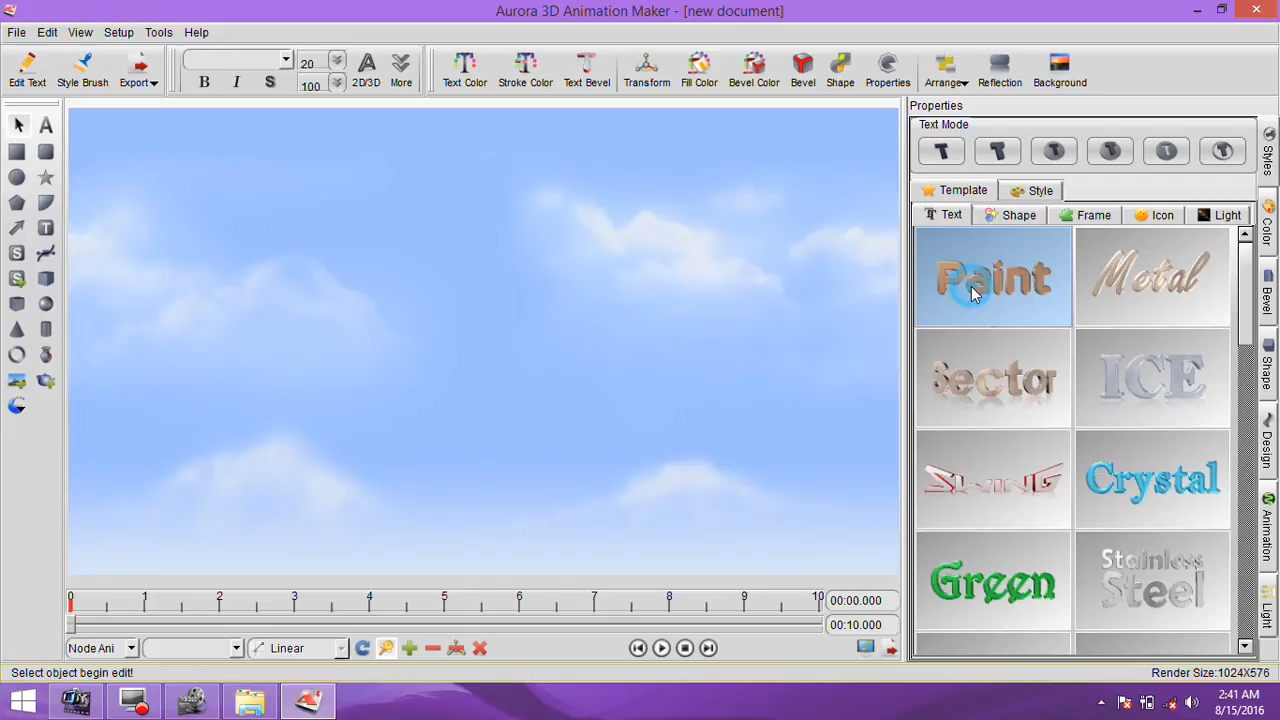 Aurora 3D Animation Maker - [new document]
File Edit View Setup Tools Help
20
100
B I S
Edit Text Style Brush Export 2D/3D More Text Color Stroke Color Text Bevel Transform Fill Color Bevel Color Bevel Shape Properties Arrange Reflection Background
Properties
Text Mode
Template Style
Text Shape Frame Icon Light
Paint Metal
Sector ICE
SWING Crystal
Green Stainless Steel
Styles
Color
Bevel
Shape
Design
Animation
Light
0 1 2 3 4 5 6 7 8 9 10
00:00.000
00:10.000
Node Ani Linear
Select object begin edit! Render Size:1024X576
2:41 AM
8/15/2016